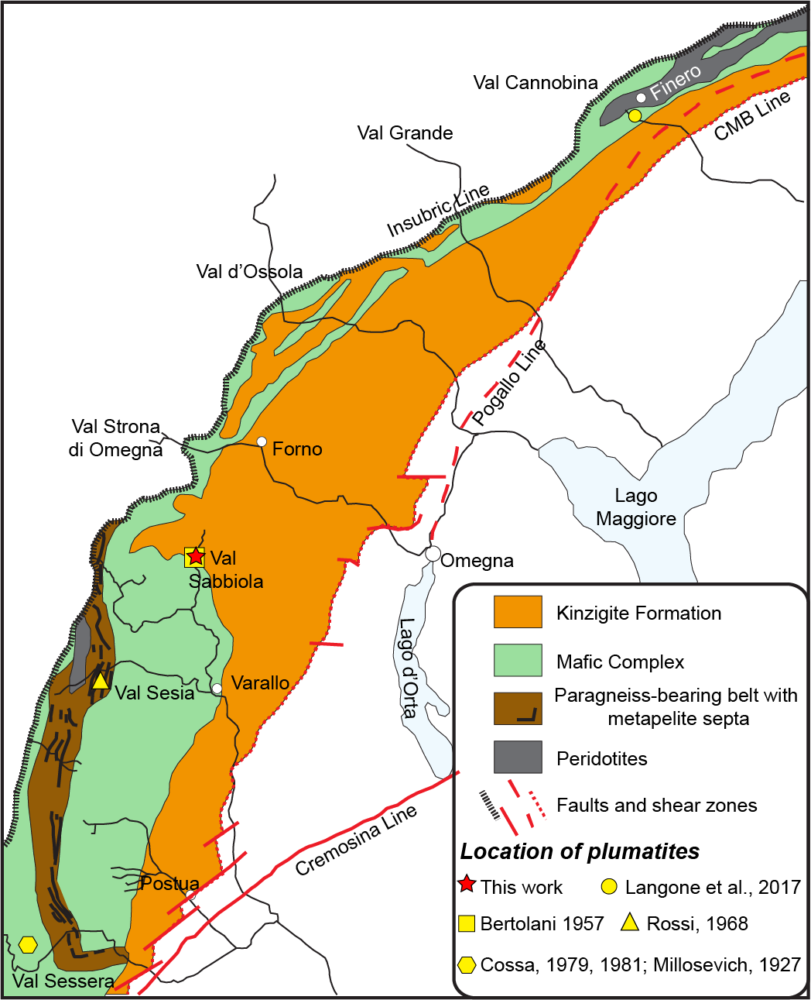 Val Cannobina
Finero
CMB Line
Val Grande
Insubric Line
Val d'Ossola
Pogallo Line
Val Strona
di Omegna
Forno
Lago
Maggiore
Val
Sabbiola
Omegna
Lago d'Orta
Varallo
Val Sesia
Cremosina Line
Postua
Val Sessera
Kinzigite Formation
Mafic Complex
Paragneiss-bearing belt with
metapelite septa
Peridotites
Faults and shear zones
Location of plumatites
This work
Langone et al., 2017
Bertolani 1957
Rossi, 1968
Cossa, 1979, 1981; Millosevich, 1927